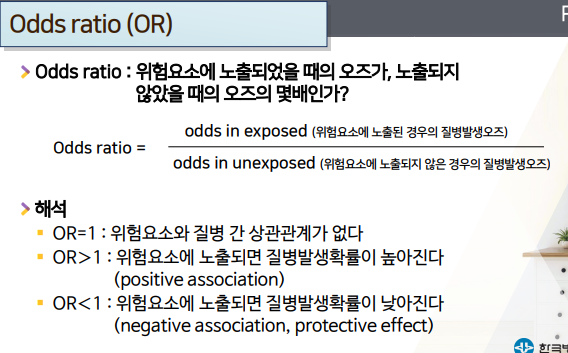 Odds ratio (OR)
Odds ratio : 위험요소에 노출되었을 때의 오즈가, 노출되지
않았을 때의 오즈의 몇배인가?
odds in exposed (위험요소에 노출된 경우의 질병발생오즈)
Odds ratio =
odds in unexposed (위험요소에 노출되지 않은 경우의 질병발생오즈)
해석
OR=1 : 위험요소와 질병 간 상관관계가 없다
OR>1 : 위험요소에 노출되면 질병발생확률이 높아진다
(positive association)
OR<1 : 위험요소에 노출되면 질병발생확률이 낮아진다
(negative association, protective effect)